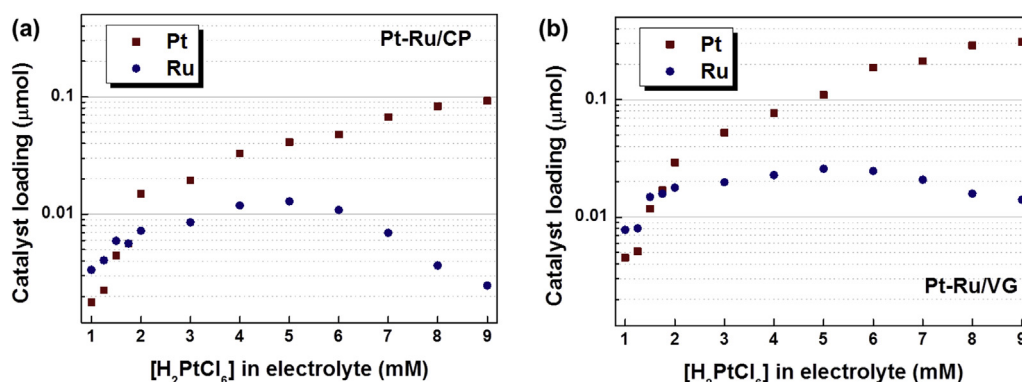 (a)
Pt
Ru
Pt-Ru/CP
Catalyst loading (μmol)
0.1
0.01
1 2 3 4 5 6 7 8 9
[H₂PtCl₆] in electrolyte (mM)
(b)
Pt
Ru
Pt-Ru/VG
Catalyst loading (μmol)
0.1
0.01
1 2 3 4 5 6 7 8 9
[H₂PtCl₆] in electrolyte (mM)